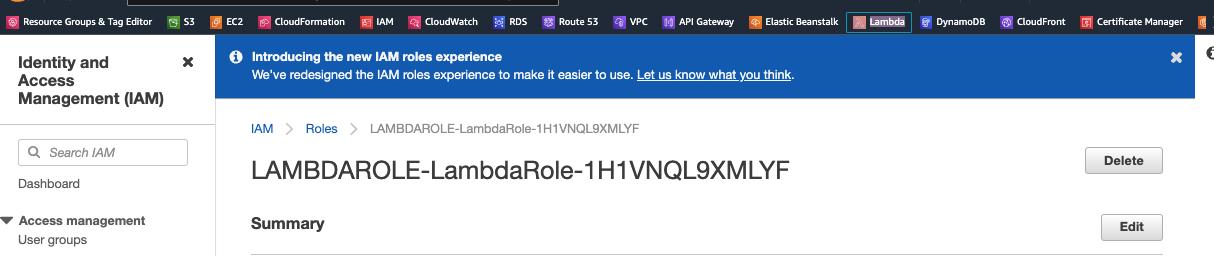 Resource Groups & Tag Editor S3 EC2 CloudFormation IAM CloudWatch RDS Route 53 VPC API Gateway Elastic Beanstalk Lambda DynamoDB CloudFront Certificate Manager
Identity and
Access
Management (IAM)
Introducing the new IAM roles experience
We've redesigned the IAM roles experience to make it easier to use. Let us know what you think.
Search IAM
Dashboard
Access management
User groups
IAM Roles LAMBDAROLE-LambdaRole-1H1VNQL9XMLYF
LAMBDAROLE-LambdaRole-1H1VNQL9XMLYF
Delete
Summary
Edit